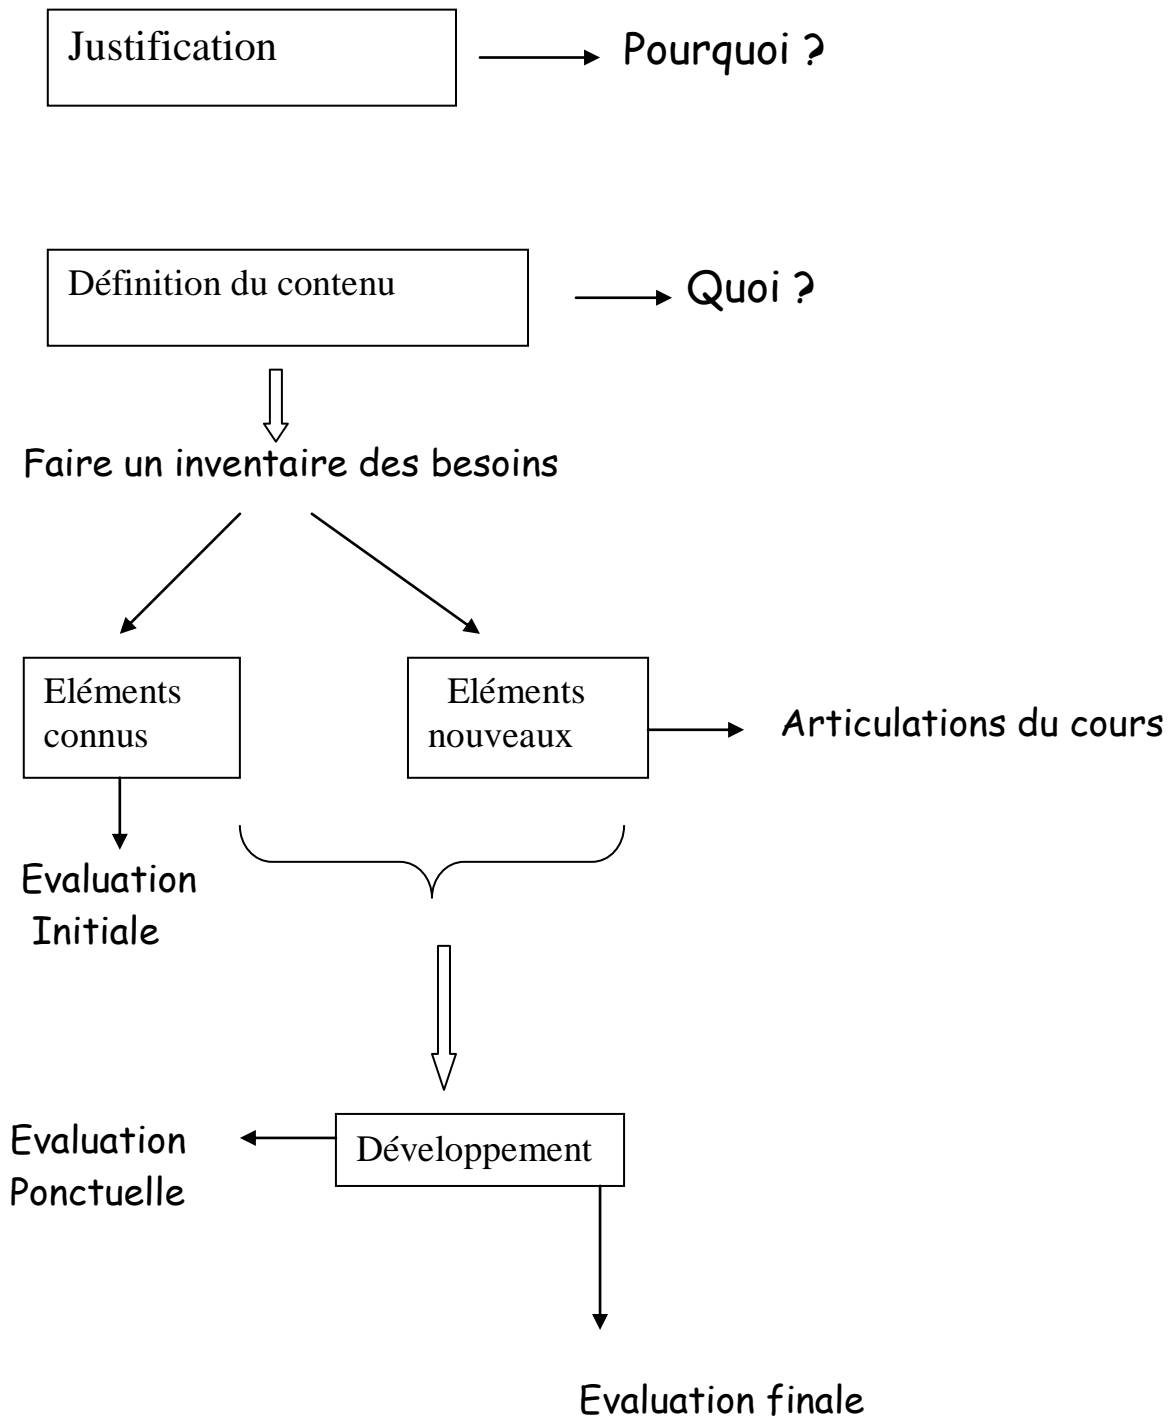 Justification
Pourquoi ?
Définition du contenu
Quoi ?
Faire un inventaire des besoins
Eléments
connus
Eléments
nouveaux
Articulations du cours
Evaluation
Initiale
Evaluation
Ponctuelle
Développement
Evaluation finale